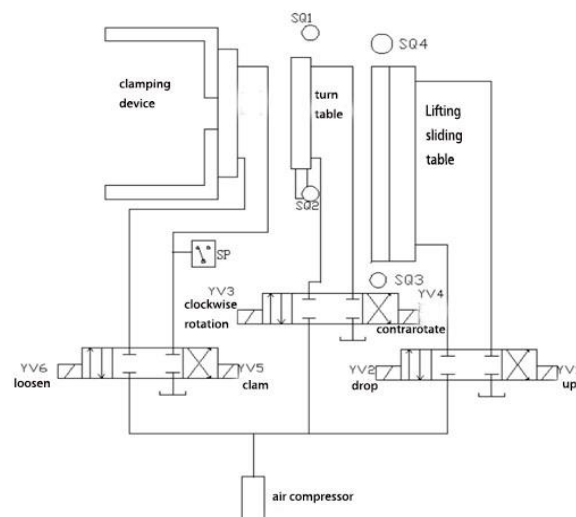 SQ1
SQ4
clamping
device
turn
table
Lifting
sliding
table
SQ2
SP
SQ3
YV3
YV4
clockwise
rotation
contrarotate
YV6
loosen
YV5
clam
YV2
drop
up
air compressor